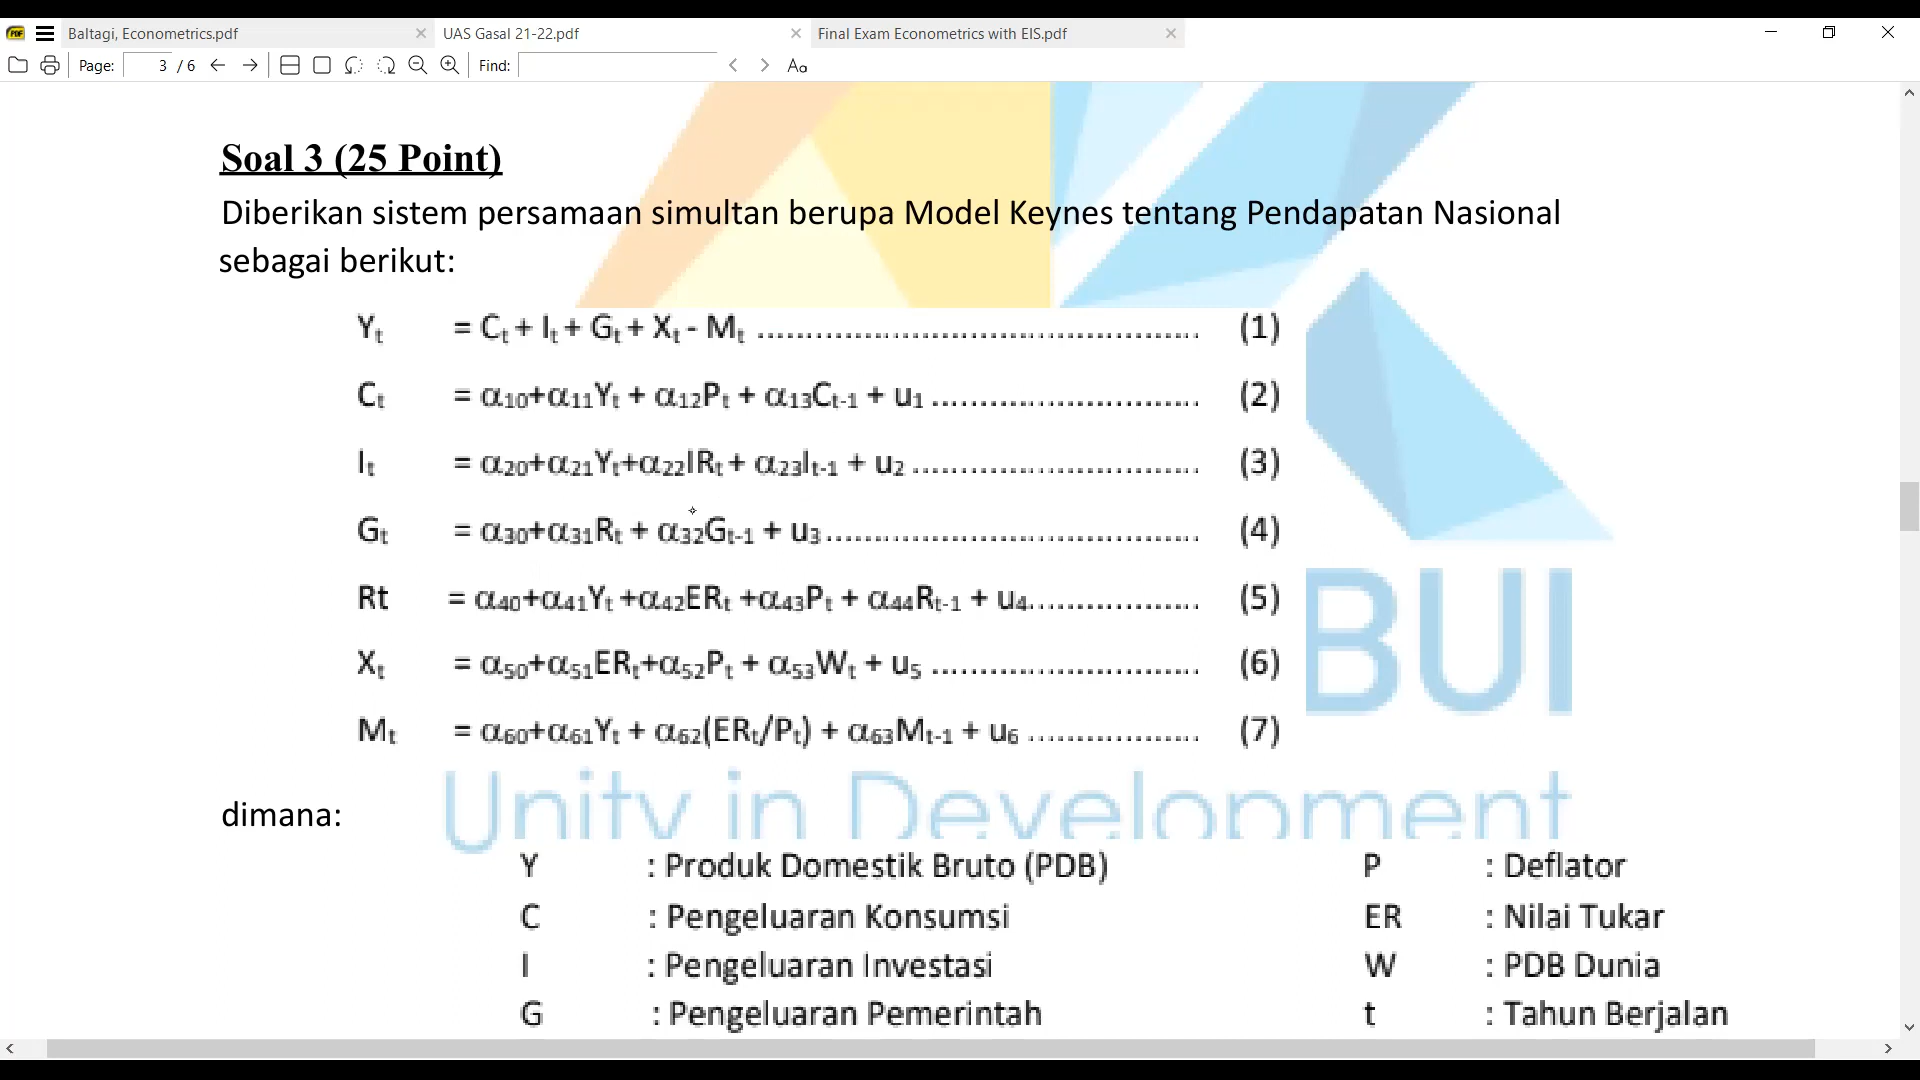 Baltagi, Econometrics.pdf
UAS Gasal 21-22.pdf
Final Exam Econometrics with EIS.pdf
Page: 3 / 6
Find:
Aa
Soal 3 (25 Point)
Diberikan sistem persamaan simultan berupa Model Keynes tentang Pendapatan Nasional
sebagai berikut:
Yt = Ct + It + Gt + Xt - Mt ............................................ (1)
Ct = α10+α11Yt + α12Pt + α13Ct-1 + u1 ........................... (2)
It = α20+α21Yt+α22IRt + α23It-1 + u2 ............................. (3)
Gt = α30+α31Rt + α32Gt-1 + u3..................................... (4)
Rt = α40+α41Yt +α42ERt +α43Pt + α44Rt-1 + u4................. (5)
Xt = α50+α51ERt+α52Pt + α53Wt + u5 ........................... (6)
Mt = α60+α61Yt + α62(ERt/Pt) + α63Mt-1 + u6 ................. (7)
BUI
Unity in Development
dimana:
Y : Produk Domestik Bruto (PDB) P : Deflator
C : Pengeluaran Konsumsi ER : Nilai Tukar
I : Pengeluaran Investasi W : PDB Dunia
G : Pengeluaran Pemerintah t : Tahun Berjalan